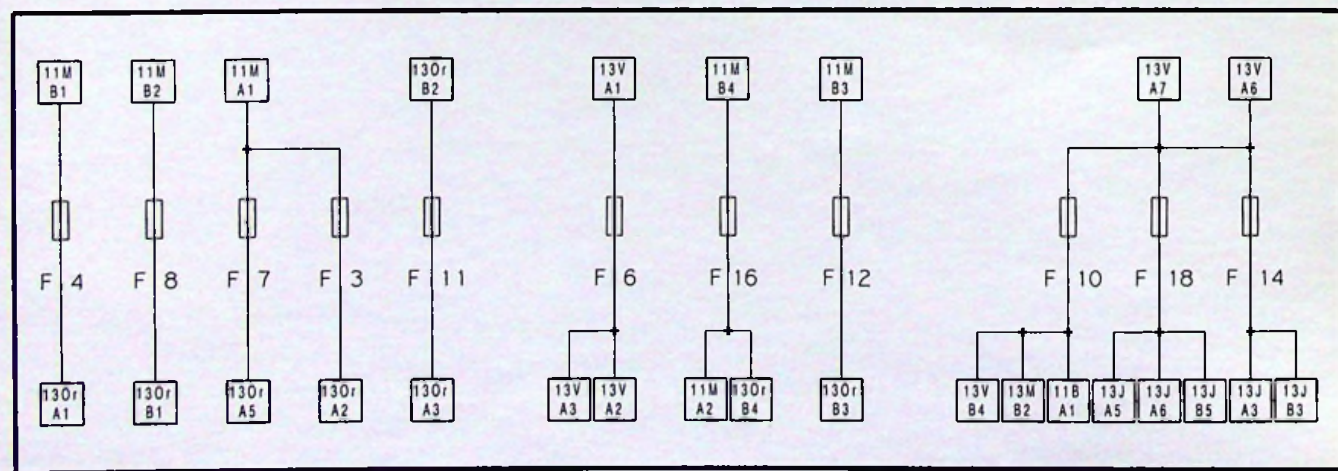 11M 11M 11M 13Or 13V 11M 11M 13V 13V
B1 B2 A1 B2 A1 B4 B3 A7 A6
F 4 F 8 F 7 F 3 F 11 F 6 F 16 F 12 F 10 F 18 F 14
13Or 13Or 13Or 13Or 13Or 13V 13V 11M 13Or 13Or 13V 13M 11B 13J 13J 13J 13J 13J
A1 B1 A5 A2 A3 A3 A2 A2 B4 B3 B4 B2 A1 A5 A6 B5 A3 B3